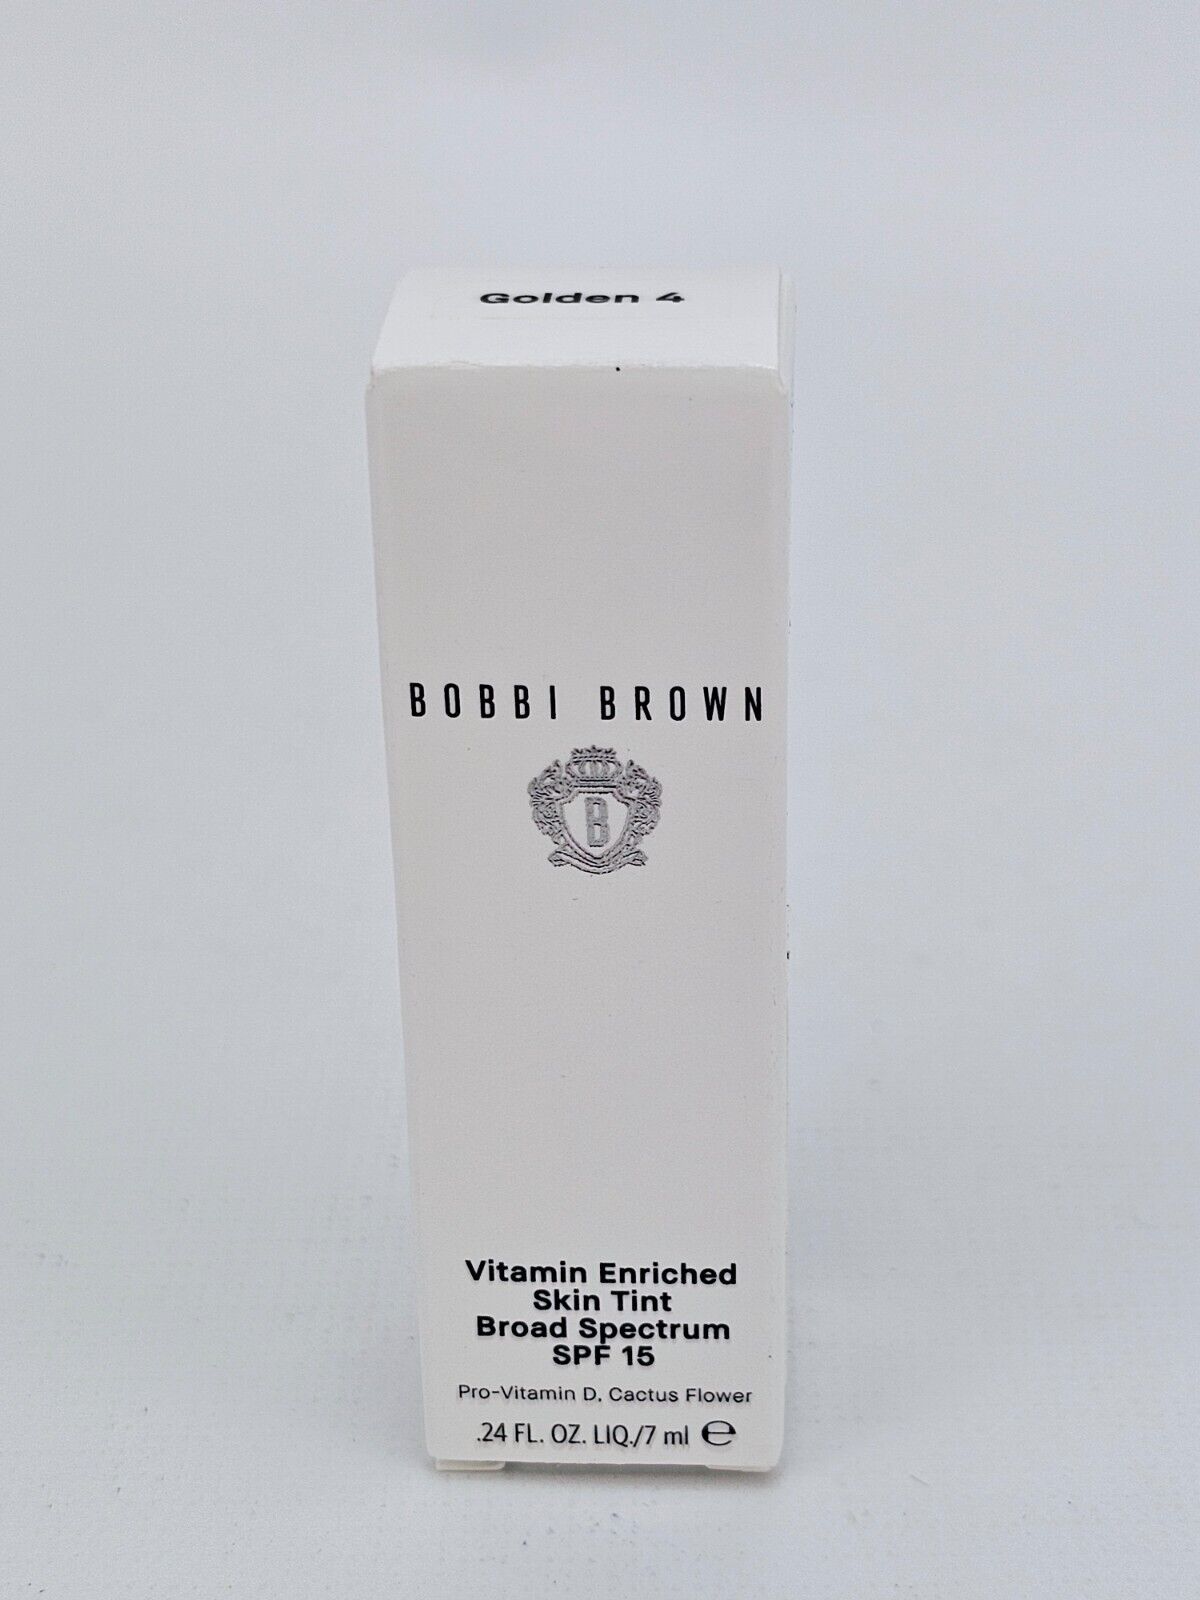 Golden 4
BOBBI BROWN
B
Vitamin Enriched
Skin Tint
Broad Spectrum
SPF 15
Pro-Vitamin D, Cactus Flower
.24 FL. OZ. LIQ./7 ml ℮